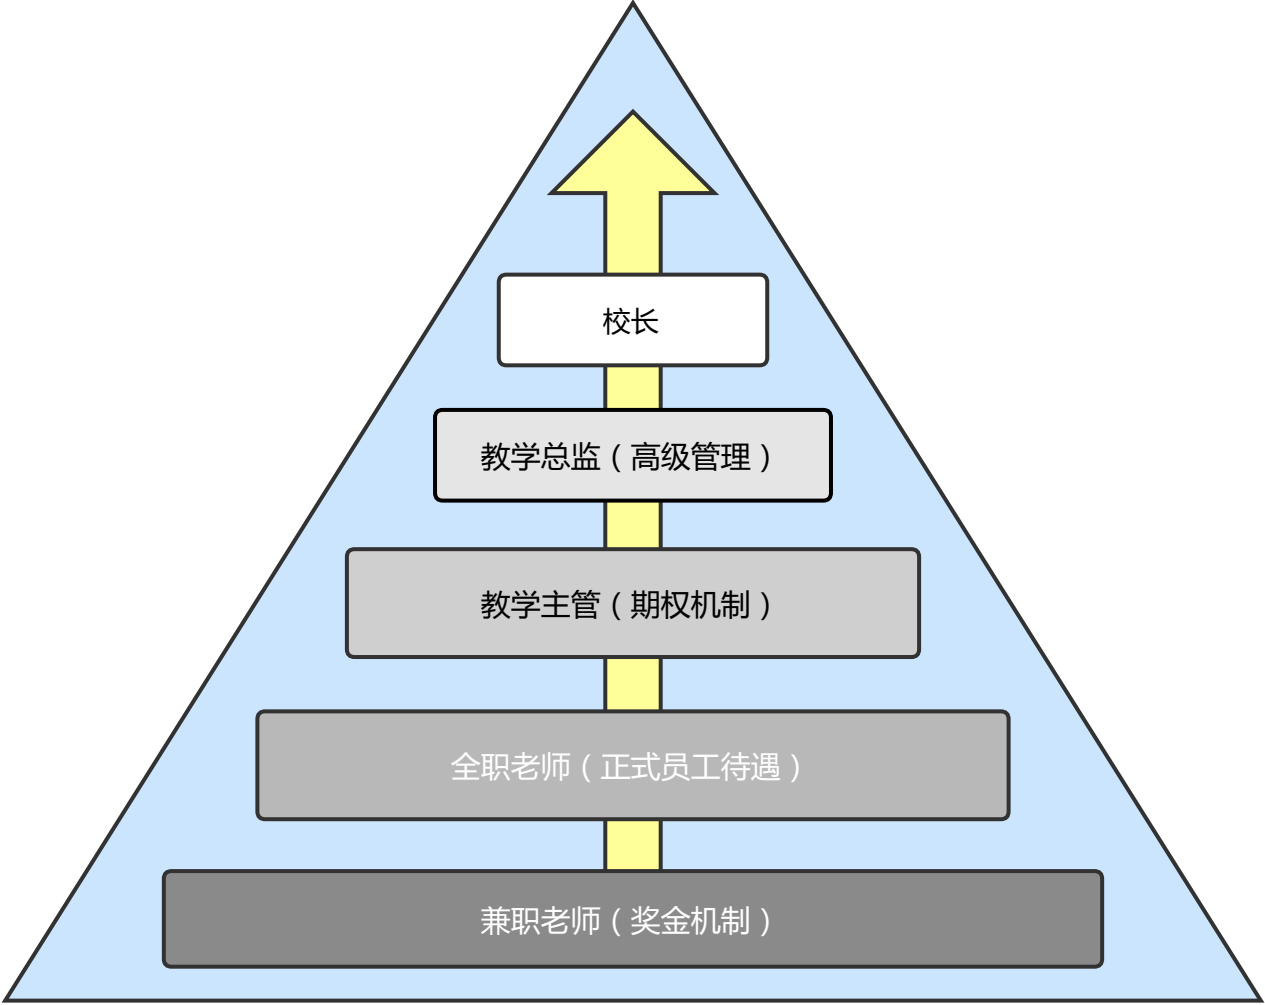 校长
教学总监（高级管理）
教学主管（期权机制）
全职老师（正式员工待遇）
兼职老师（奖金机制）